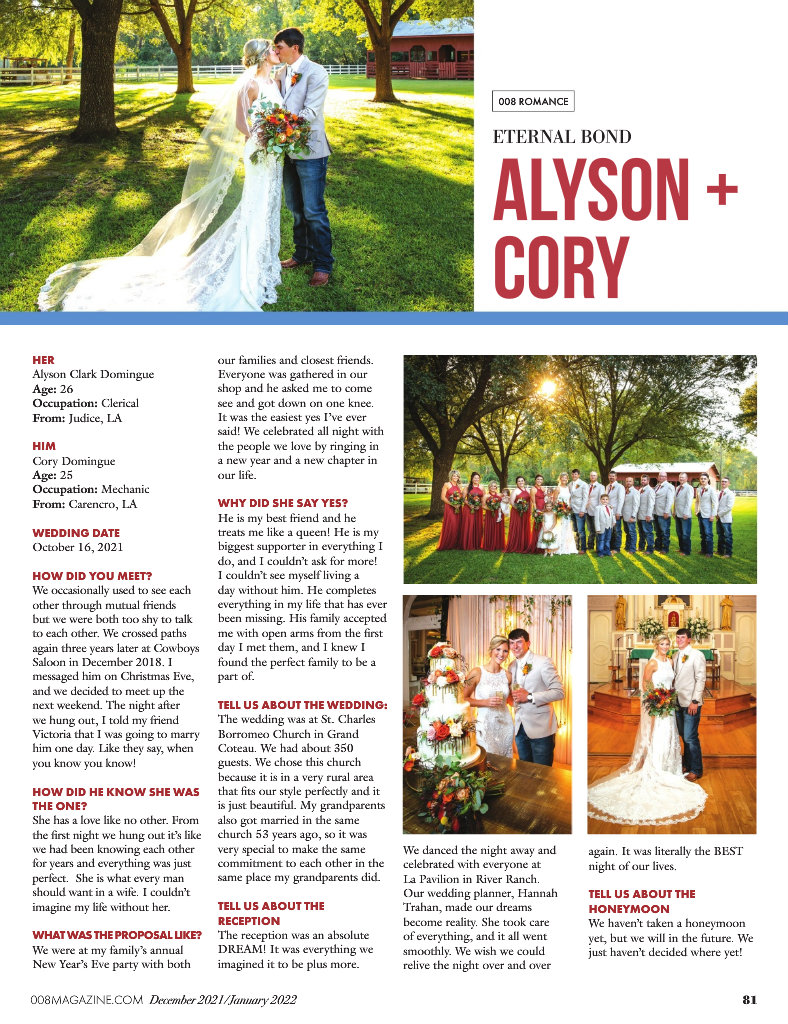 008 ROMANCE
ETERNAL BOND
ALYSON +
CORY
HER
Alyson Clark Domingue
Age: 26
Occupation: Clerical
From: Judice, LA
HIM
Cory Domingue
Age: 25
Occupation: Mechanic
From: Carencro, LA
WEDDING DATE
October 16, 2021
HOW DID YOU MEET?
We occasionally used to see each
other through mutual friends
but we were both too shy to talk
to each other. We crossed paths
again three years later at Cowboys
Saloon in December 2018. I
messaged him on Christmas Eve,
and we decided to meet up the
next weekend. The night after
we hung out, I told my friend
Victoria that I was going to marry
him one day. Like they say, when
you know you know!
HOW DID HE KNOW SHE WAS
THE ONE?
She has a love like no other. From
the first night we hung out it's like
we had been knowing each other
for years and everything was just
perfect.  She is what every man
should want in a wife. I couldn't
imagine my life without her.
WHAT WAS THE PROPOSAL LIKE?
We were at my family's annual
New Year's Eve party with both
our families and closest friends.
Everyone was gathered in our
shop and he asked me to come
see and got down on one knee.
It was the easiest yes I've ever
said! We celebrated all night with
the people we love by ringing in
a new year and a new chapter in
our life.
WHY DID SHE SAY YES?
He is my best friend and he
treats me like a queen! He is my
biggest supporter in everything I
do, and I couldn't ask for more!
I couldn't see myself living a
day without him. He completes
everything in my life that has ever
been missing. His family accepted
me with open arms from the first
day I met them, and I knew I
found the perfect family to be a
part of.
TELL US ABOUT THE WEDDING:
The wedding was at St. Charles
Borromeo Church in Grand
Coteau. We had about 350
guests. We chose this church
because it is in a very rural area
that fits our style perfectly and it
is just beautiful. My grandparents
also got married in the same
church 53 years ago, so it was
very special to make the same
commitment to each other in the
same place my grandparents did.
TELL US ABOUT THE
RECEPTION
The reception was an absolute
DREAM! It was everything we
imagined it to be plus more.
We danced the night away and
celebrated with everyone at
La Pavilion in River Ranch.
Our wedding planner, Hannah
Trahan, made our dreams
become reality. She took care
of everything, and it all went
smoothly. We wish we could
relive the night over and over
again. It was literally the BEST
night of our lives.
TELL US ABOUT THE
HONEYMOON
We haven't taken a honeymoon
yet, but we will in the future. We
just haven't decided where yet!
008MAGAZINE.COM December 2021/January 2022
81